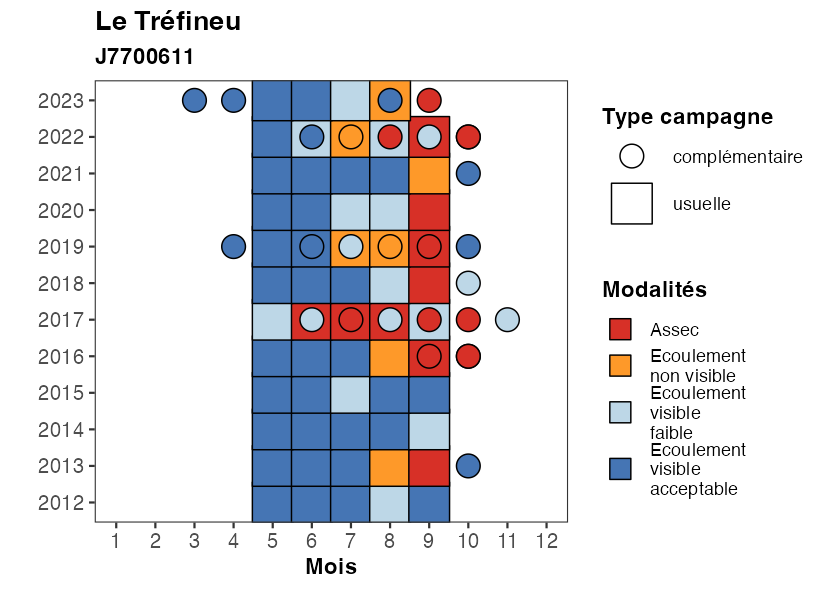 Le Tréfineu
J7700611
2023
2022
2021
2020
2019
2018
2017
2016
2015
2014
2013
2012
1 2 3 4 5 6 7 8 9 10 11 12
Mois
Type campagne
complémentaire
usuelle
Modalités
Assec
Ecoulement
non visible
Ecoulement
visible
faible
Ecoulement
visible
acceptable